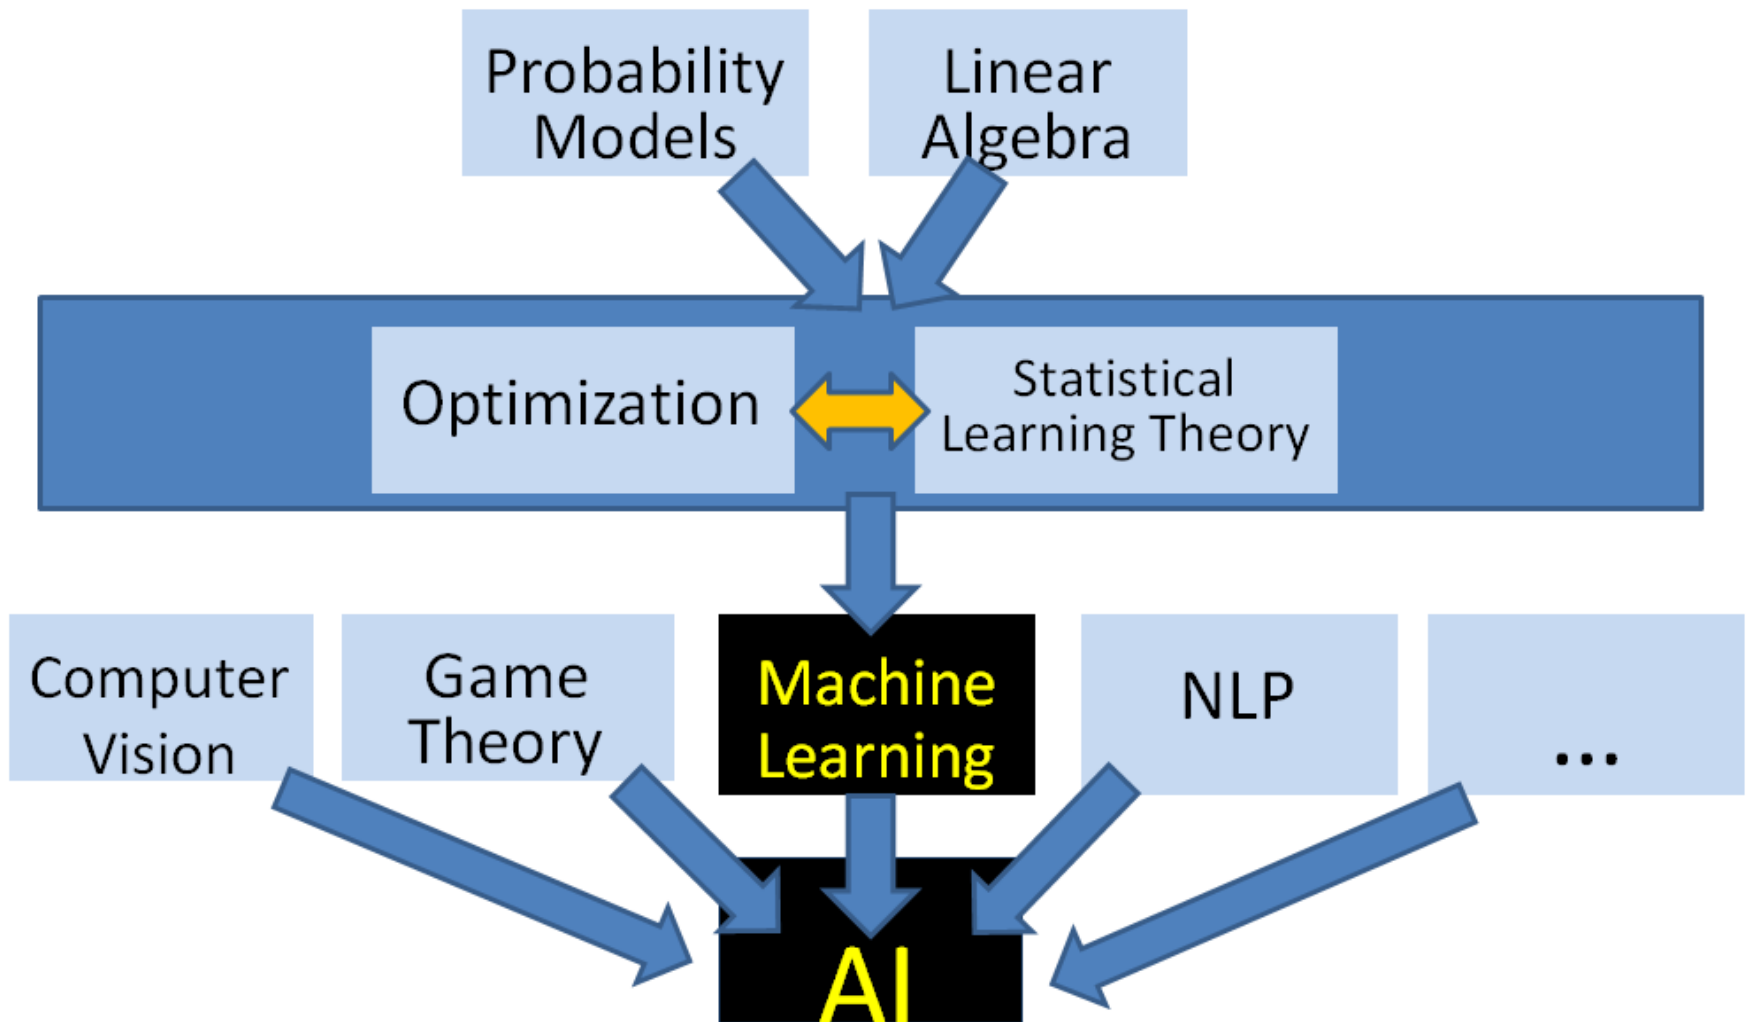 Probability
Models
Linear
Algebra
Optimization
Statistical
Learning Theory
Computer
Vision
Game
Theory
Machine
Learning
NLP
...
AI